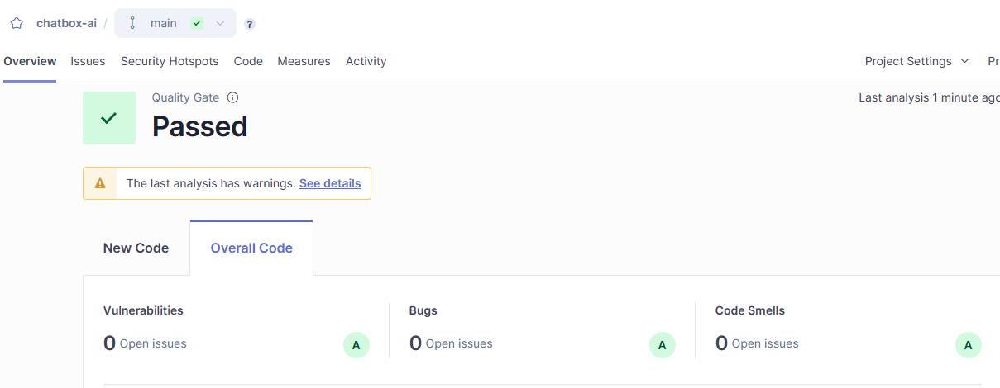 chatbox-ai / main ?
Overview Issues Security Hotspots Code Measures Activity Project Settings Pr
Quality Gate Last analysis 1 minute ago
Passed
The last analysis has warnings. See details
New Code Overall Code
Vulnerabilities Bugs Code Smells
0 Open issues A 0 Open issues A 0 Open issues A